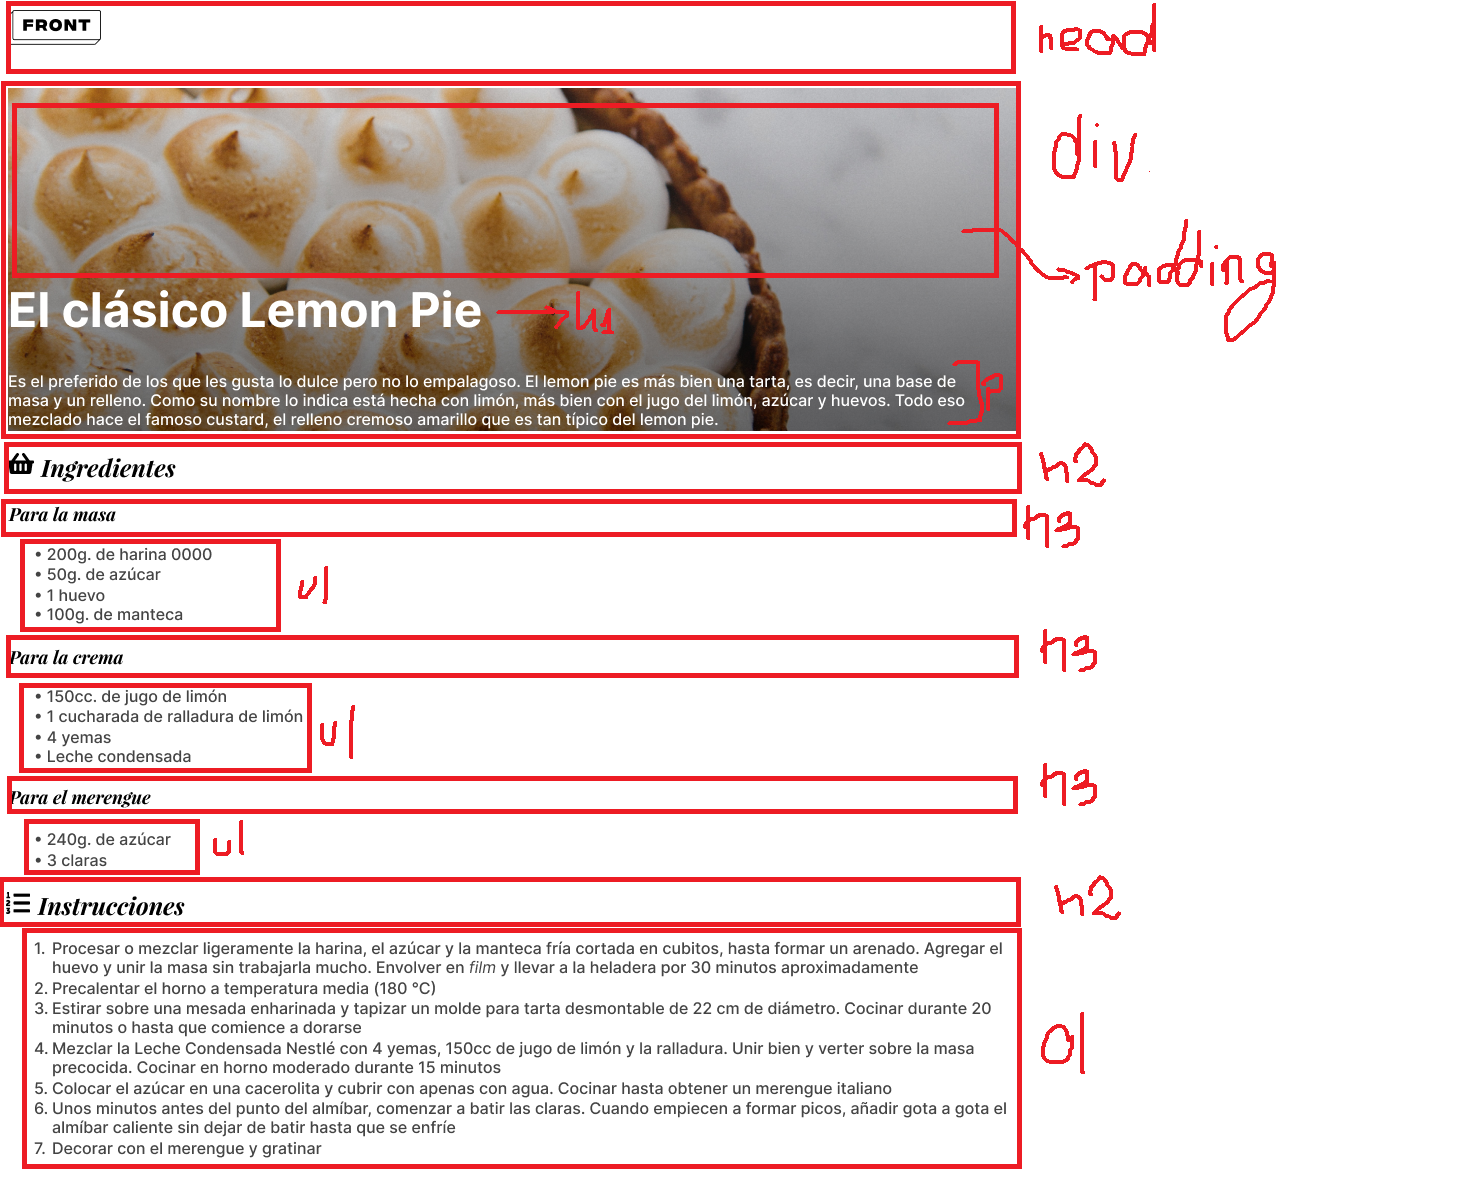 FRONT
head
div
padding
El clásico Lemon Pie
h1
Es el preferido de los que les gusta lo dulce pero no lo empalagoso. El lemon pie es más bien una tarta, es decir, una base de
masa y un relleno. Como su nombre lo indica está hecha con limón, más bien con el jugo del limón, azúcar y huevos. Todo eso
mezclado hace el famoso custard, el relleno cremoso amarillo que es tan típico del lemon pie.
p
Ingredientes
h2
Para la masa
h3
• 200g. de harina 0000
• 50g. de azúcar
• 1 huevo
• 100g. de manteca
ul
Para la crema
h3
• 150cc. de jugo de limón
• 1 cucharada de ralladura de limón
• 4 yemas
• Leche condensada
ul
Para el merengue
h3
• 240g. de azúcar
• 3 claras
ul
Instrucciones
h2
1. Procesar o mezclar ligeramente la harina, el azúcar y la manteca fría cortada en cubitos, hasta formar un arenado. Agregar el
huevo y unir la masa sin trabajarla mucho. Envolver en film y llevar a la heladera por 30 minutos aproximadamente
2. Precalentar el horno a temperatura media (180 °C)
3. Estirar sobre una mesada enharinada y tapizar un molde para tarta desmontable de 22 cm de diámetro. Cocinar durante 20
minutos o hasta que comience a dorarse
4. Mezclar la Leche Condensada Nestlé con 4 yemas, 150cc de jugo de limón y la ralladura. Unir bien y verter sobre la masa
precocida. Cocinar en horno moderado durante 15 minutos
5. Colocar el azúcar en una cacerolita y cubrir con apenas con agua. Cocinar hasta obtener un merengue italiano
6. Unos minutos antes del punto del almíbar, comenzar a batir las claras. Cuando empiecen a formar picos, añadir gota a gota el
almíbar caliente sin dejar de batir hasta que se enfríe
7. Decorar con el merengue y gratinar
ol